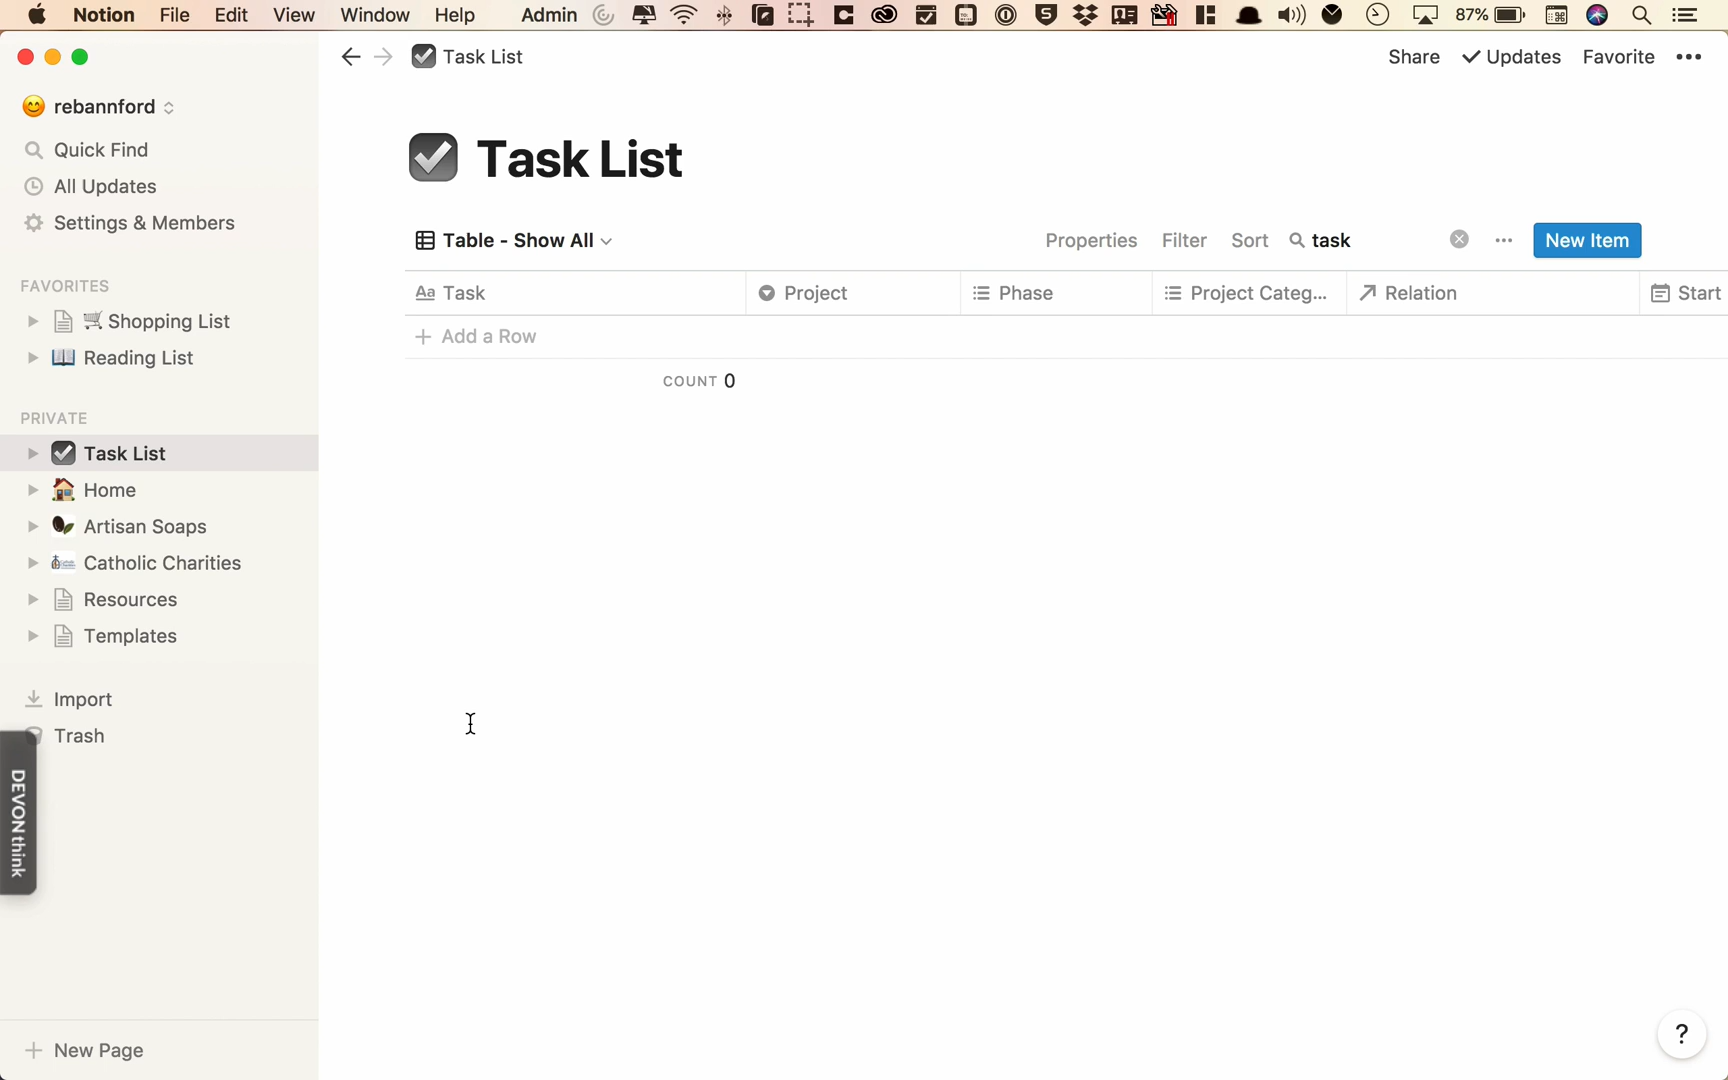 Notion File Edit View Window Help Admin 87%
Task List
Share Updates Favorite
rebannford
Quick Find
All Updates
Settings & Members
FAVORITES
Shopping List
Reading List
PRIVATE
Task List
Home
Artisan Soaps
Catholic Charities
Resources
Templates
Import
Trash
DEVONthink
New Page
Task List
Table - Show All
Properties Filter Sort task New Item
Aa Task Project Phase Project Categ... Relation Start
Add a Row
COUNT 0
?